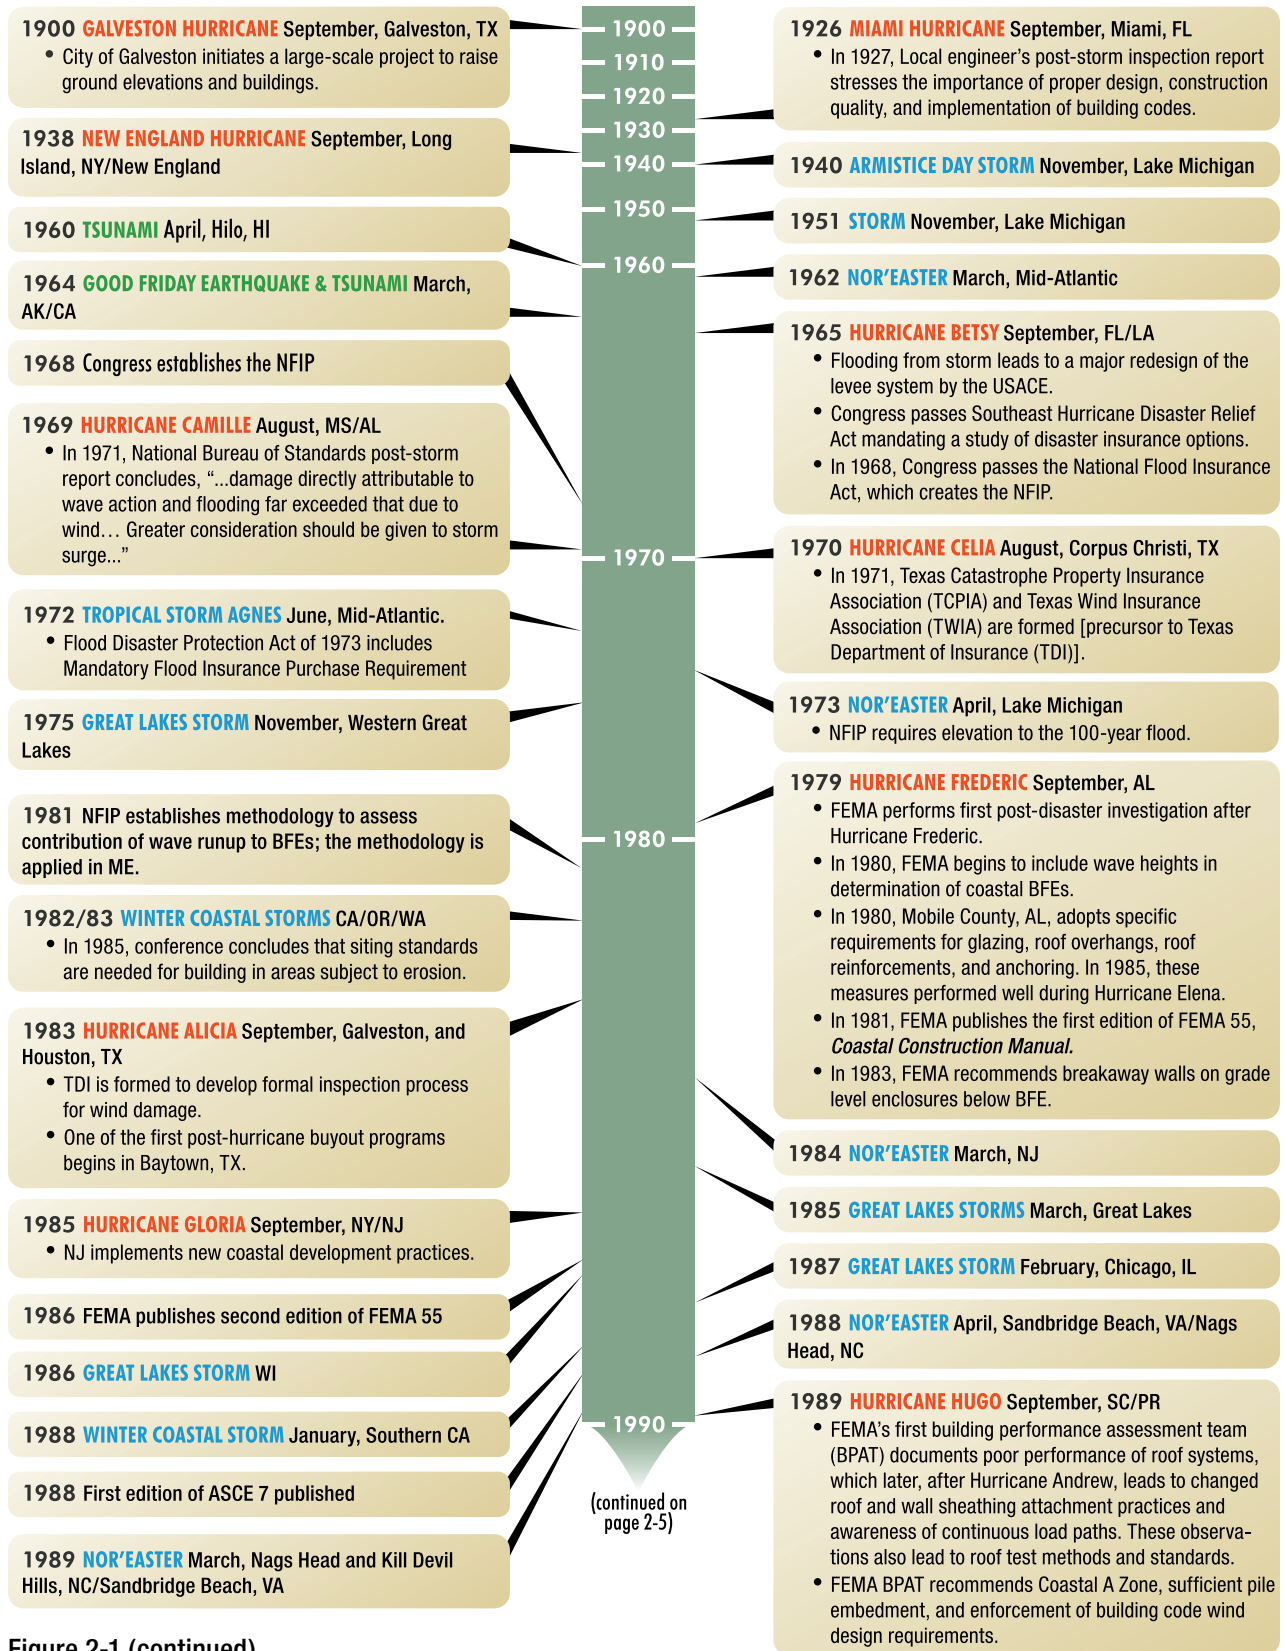 1900 GALVESTON HURRICANE September, Galveston, TX
• City of Galveston initiates a large-scale project to raise
ground elevations and buildings.
1938 NEW ENGLAND HURRICANE September, Long
Island, NY/New England
1960 TSUNAMI April, Hilo, HI
1964 GOOD FRIDAY EARTHQUAKE & TSUNAMI March,
AK/CA
1968 Congress establishes the NFIP
1969 HURRICANE CAMILLE August, MS/AL
• In 1971, National Bureau of Standards post-storm
report concludes, “...damage directly attributable to
wave action and flooding far exceeded that due to
wind… Greater consideration should be given to storm
surge...”
1972 TROPICAL STORM AGNES June, Mid-Atlantic.
• Flood Disaster Protection Act of 1973 includes
Mandatory Flood Insurance Purchase Requirement
1975 GREAT LAKES STORM November, Western Great
Lakes
1981 NFIP establishes methodology to assess
contribution of wave runup to BFEs; the methodology is
applied in ME.
1982/83 WINTER COASTAL STORMS CA/OR/WA
• In 1985, conference concludes that siting standards
are needed for building in areas subject to erosion.
1983 HURRICANE ALICIA September, Galveston, and
Houston, TX
• TDI is formed to develop formal inspection process
for wind damage.
• One of the first post-hurricane buyout programs
begins in Baytown, TX.
1985 HURRICANE GLORIA September, NY/NJ
• NJ implements new coastal development practices.
1986 FEMA publishes second edition of FEMA 55
1986 GREAT LAKES STORM WI
1988 WINTER COASTAL STORM January, Southern CA
1988 First edition of ASCE 7 published
1989 NOR’EASTER March, Nags Head and Kill Devil
Hills, NC/Sandbridge Beach, VA
Figure 2-1 (continued)
1900
1910
1920
1930
1940
1950
1960
1970
1980
1990
(continued on
page 2-5)
1926 MIAMI HURRICANE September, Miami, FL
• In 1927, Local engineer’s post-storm inspection report
stresses the importance of proper design, construction
quality, and implementation of building codes.
1940 ARMISTICE DAY STORM November, Lake Michigan
1951 STORM November, Lake Michigan
1962 NOR’EASTER March, Mid-Atlantic
1965 HURRICANE BETSY September, FL/LA
• Flooding from storm leads to a major redesign of the
levee system by the USACE.
• Congress passes Southeast Hurricane Disaster Relief
Act mandating a study of disaster insurance options.
• In 1968, Congress passes the National Flood Insurance
Act, which creates the NFIP.
1970 HURRICANE CELIA August, Corpus Christi, TX
• In 1971, Texas Catastrophe Property Insurance
Association (TCPIA) and Texas Wind Insurance
Association (TWIA) are formed [precursor to Texas
Department of Insurance (TDI)].
1973 NOR’EASTER April, Lake Michigan
• NFIP requires elevation to the 100-year flood.
1979 HURRICANE FREDERIC September, AL
• FEMA performs first post-disaster investigation after
Hurricane Frederic.
• In 1980, FEMA begins to include wave heights in
determination of coastal BFEs.
• In 1980, Mobile County, AL, adopts specific
requirements for glazing, roof overhangs, roof
reinforcements, and anchoring. In 1985, these
measures performed well during Hurricane Elena.
• In 1981, FEMA publishes the first edition of FEMA 55,
Coastal Construction Manual.
• In 1983, FEMA recommends breakaway walls on grade
level enclosures below BFE.
1984 NOR’EASTER March, NJ
1985 GREAT LAKES STORMS March, Great Lakes
1987 GREAT LAKES STORM February, Chicago, IL
1988 NOR’EASTER April, Sandbridge Beach, VA/Nags
Head, NC
1989 HURRICANE HUGO September, SC/PR
• FEMA’s first building performance assessment team
(BPAT) documents poor performance of roof systems,
which later, after Hurricane Andrew, leads to changed
roof and wall sheathing attachment practices and
awareness of continuous load paths. These observa-
tions also lead to roof test methods and standards.
• FEMA BPAT recommends Coastal A Zone, sufficient pile
embedment, and enforcement of building code wind
design requirements.